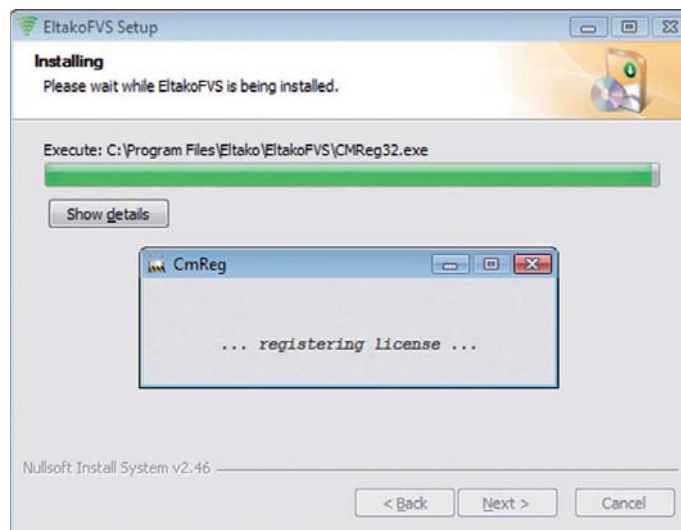 EltakoFVS Setup
Installing
Please wait while EltakoFVS is being installed.
Execute: C:\Program Files\Eltako\EltakoFVS\CMReg32.exe
Show details
CmReg
... registering license ...
Nullsoft Install System v2.46
< Back Next > Cancel